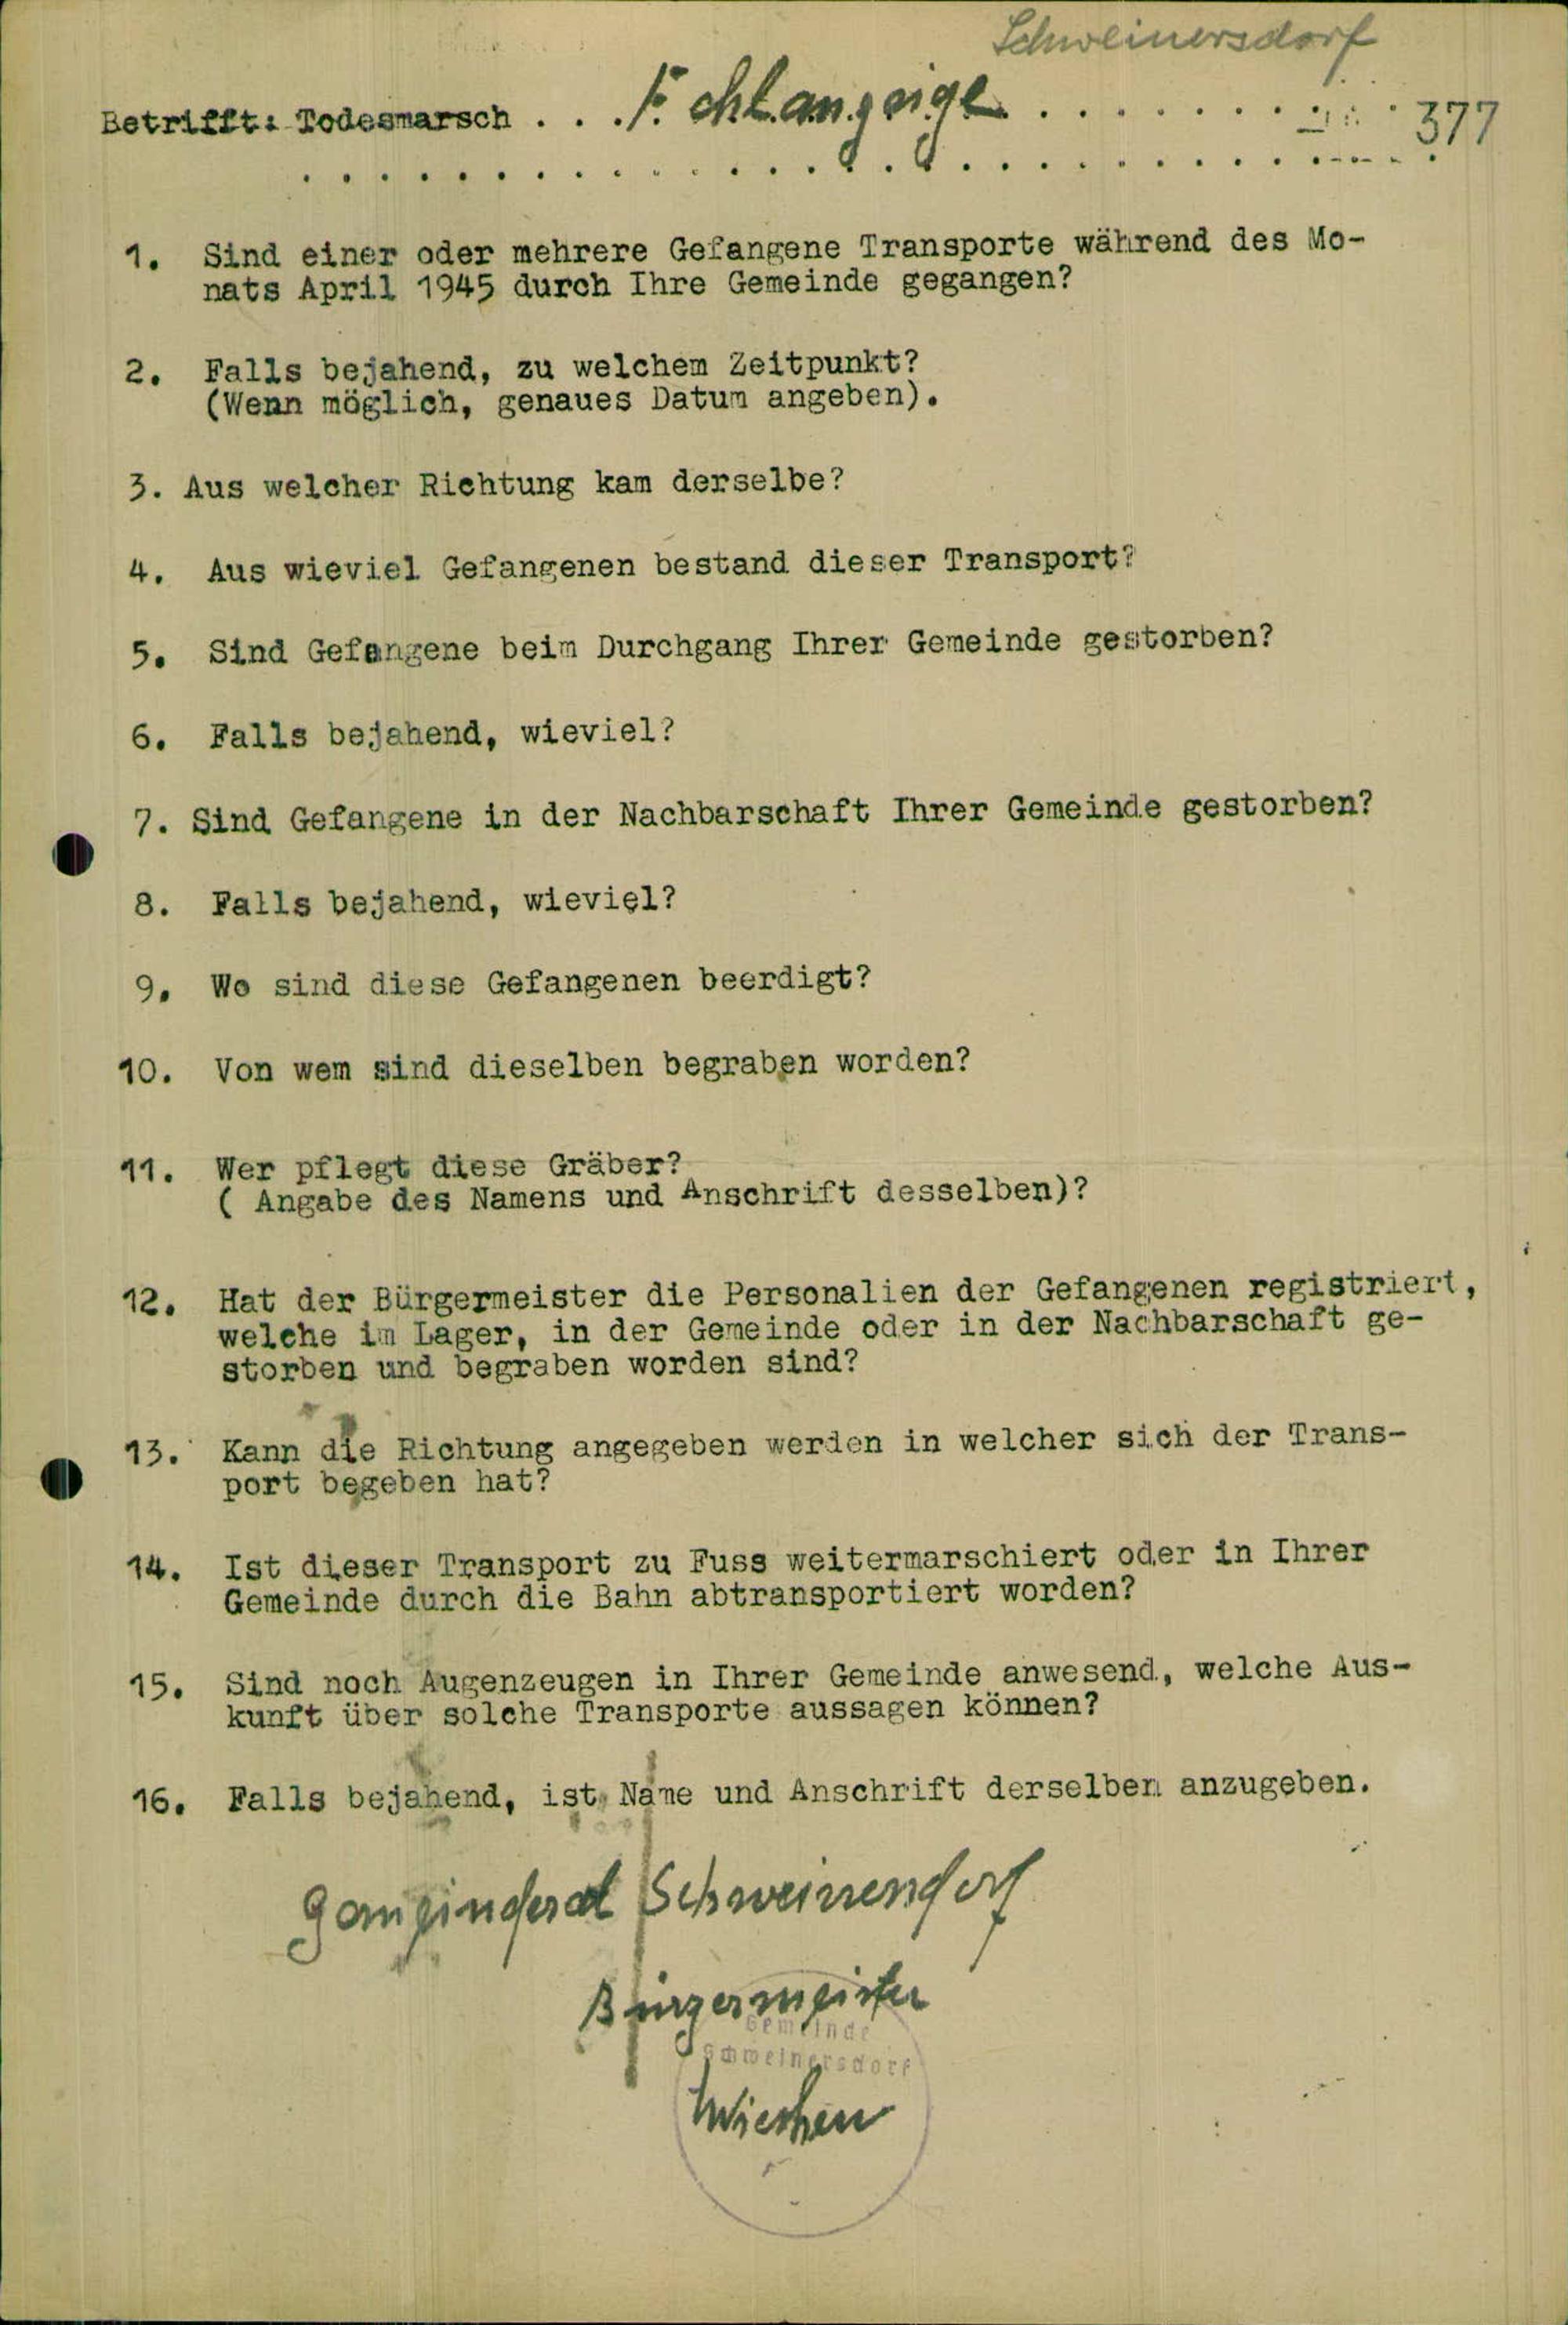 Schweinersdorf
Betrifft: Todesmarsch . . . Fehlanzeige . . . . . . . . . . 377
1. Sind einer oder mehrere Gefangene Transporte während des Mo-
nats April 1945 durch Ihre Gemeinde gegangen?
2. Falls bejahend, zu welchem Zeitpunkt?
(Wenn möglich, genaues Datum angeben).
3. Aus welcher Richtung kam derselbe?
4. Aus wieviel Gefangenen bestand dieser Transport?
5. Sind Gefangene beim Durchgang Ihrer Gemeinde gestorben?
6. Falls bejahend, wieviel?
7. Sind Gefangene in der Nachbarschaft Ihrer Gemeinde gestorben?
8. Falls bejahend, wieviel?
9. Wo sind diese Gefangenen beerdigt?
10. Von wem sind dieselben begraben worden?
11. Wer pflegt diese Gräber?
( Angabe des Namens und Anschrift desselben)?
12. Hat der Bürgermeister die Personalien der Gefangenen registriert,
welche im Lager, in der Gemeinde oder in der Nachbarschaft ge-
storben und begraben worden sind?
13. Kann die Richtung angegeben werden in welcher sich der Trans-
port begeben hat?
14. Ist dieser Transport zu Fuss weitermarschiert oder in Ihrer
Gemeinde durch die Bahn abtransportiert worden?
15. Sind noch Augenzeugen in Ihrer Gemeinde anwesend, welche Aus-
kunft über solche Transporte aussagen können?
16. Falls bejahend, ist Name und Anschrift derselben anzugeben.
Bürgermeister
Gemeinde
Schweinersdorf